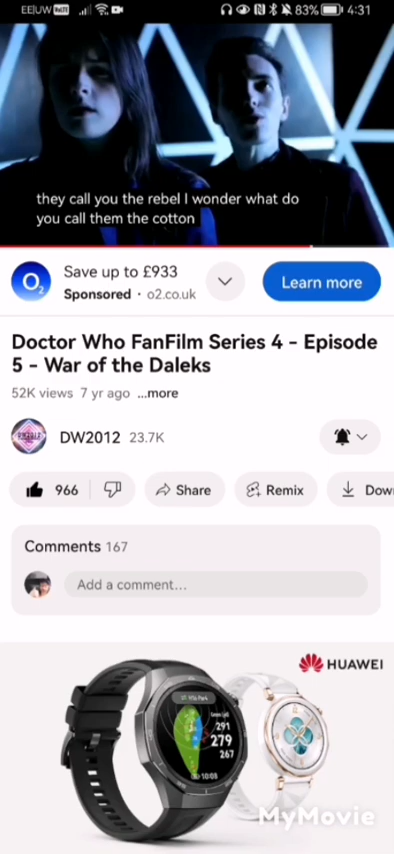 EE|UW VoLTE 83% 4:31
they call you the rebel I wonder what do
you call them the cotton
O2
Save up to £933
Sponsored · o2.co.uk
Learn more
Doctor Who FanFilm Series 4 - Episode
5 - War of the Daleks
52K views 7 yr ago ...more
DW2012 23.7K
966 Share Remix Dow
Comments 167
Add a comment...
HUAWEI
291
279
267
10:08
MyMovie